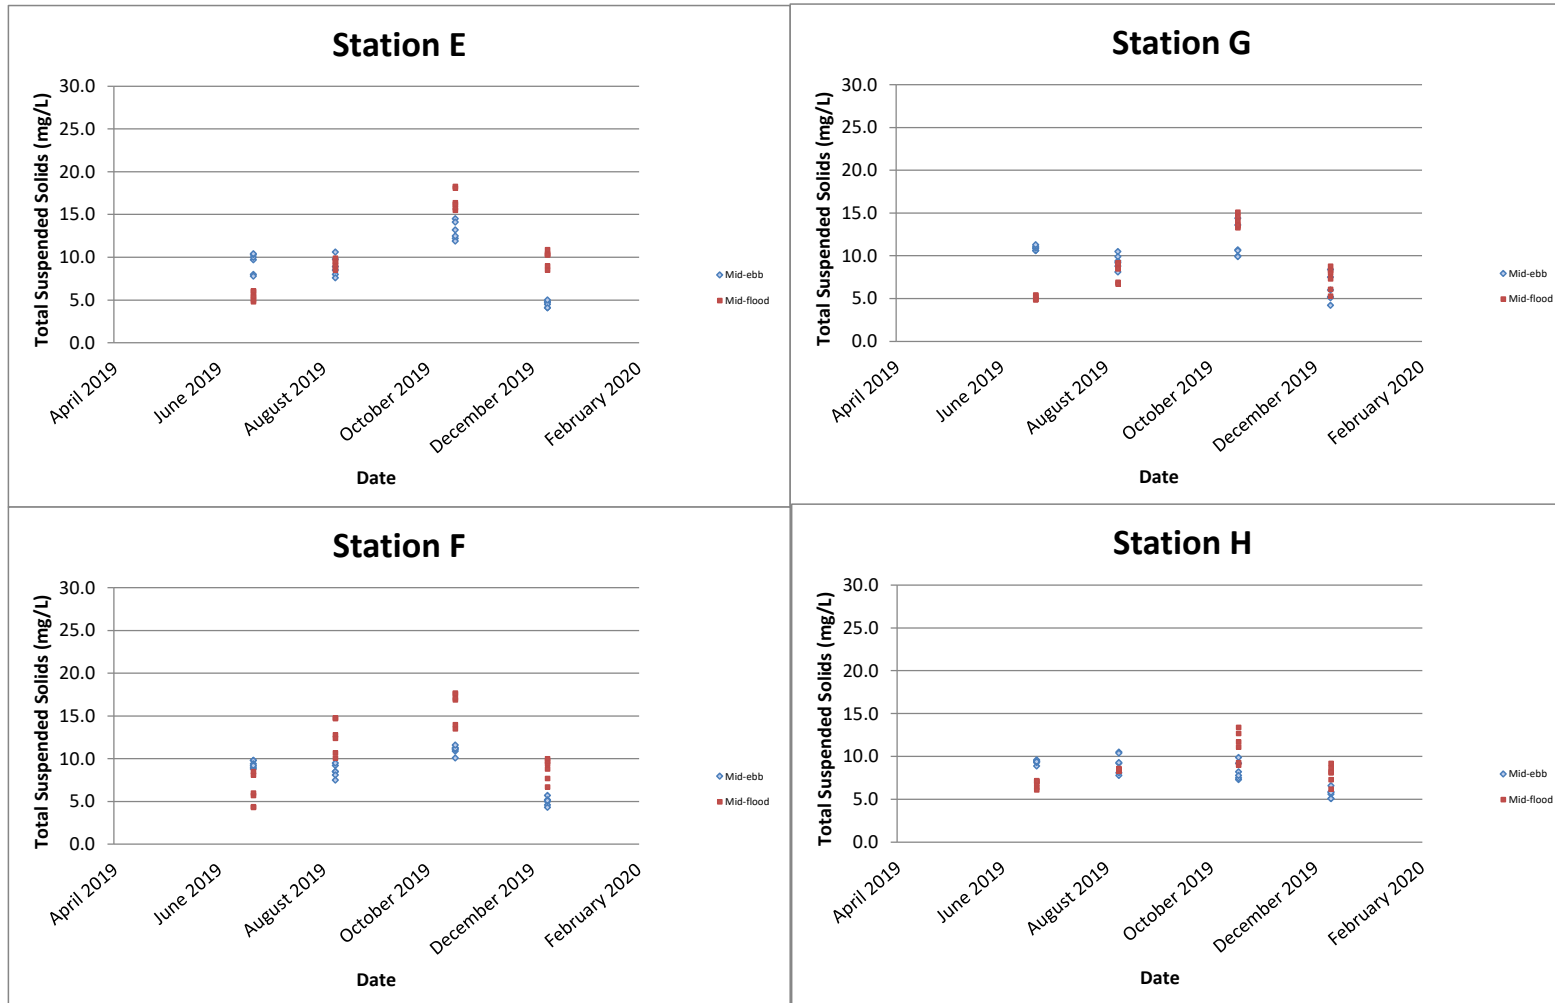 Station E
Total Suspended Solids (mg/L)
30.0
25.0
20.0
15.0
10.0
5.0
0.0
April 2019
June 2019
August 2019
October 2019
December 2019
February 2020
Date
Mid-ebb
Mid-flood
Station G
Total Suspended Solids (mg/L)
30.0
25.0
20.0
15.0
10.0
5.0
0.0
April 2019
June 2019
August 2019
October 2019
December 2019
February 2020
Date
Mid-ebb
Mid-flood
Station F
Total Suspended Solids (mg/L)
30.0
25.0
20.0
15.0
10.0
5.0
0.0
April 2019
June 2019
August 2019
October 2019
December 2019
February 2020
Date
Mid-ebb
Mid-flood
Station H
Total Suspended Solids (mg/L)
30.0
25.0
20.0
15.0
10.0
5.0
0.0
April 2019
June 2019
August 2019
October 2019
December 2019
February 2020
Date
Mid-ebb
Mid-flood